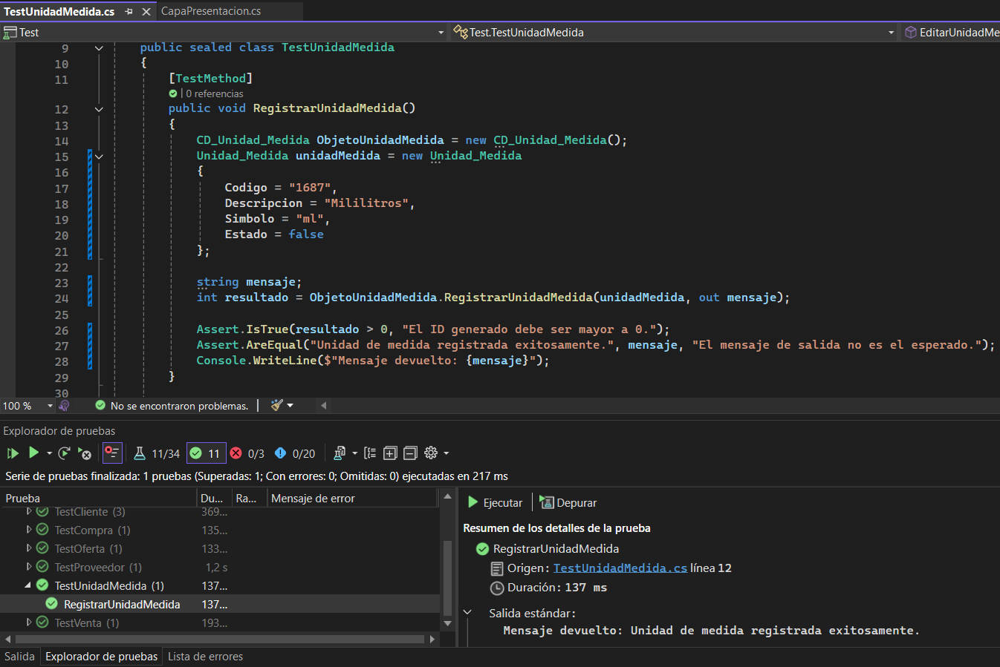 TestUnidadMedida.cs
CapaPresentacion.cs
Test
Test.TestUnidadMedida
EditarUnidadMe
9 public sealed class TestUnidadMedida
10 {
11 [TestMethod]
| 0 referencias
12 public void RegistrarUnidadMedida()
13 {
14 CD_Unidad_Medida ObjetoUnidadMedida = new CD_Unidad_Medida();
15 Unidad_Medida unidadMedida = new Unidad_Medida
16 {
17 Codigo = "1687",
18 Descripcion = "Mililitros",
19 Simbolo = "ml",
20 Estado = false
21 };
22
23 string mensaje;
24 int resultado = ObjetoUnidadMedida.RegistrarUnidadMedida(unidadMedida, out mensaje);
25
26 Assert.IsTrue(resultado > 0, "El ID generado debe ser mayor a 0.");
27 Assert.AreEqual("Unidad de medida registrada exitosamente.", mensaje, "El mensaje de salida no es el esperado.");
28 Console.WriteLine($"Mensaje devuelto: {mensaje}");
29 }
30
100 %
No se encontraron problemas.
Explorador de pruebas
11/34
11
0/3
0/20
Serie de pruebas finalizada: 1 pruebas (Superadas: 1; Con errores: 0; Omitidas: 0) ejecutadas en 217 ms
Prueba Du... Ra... Mensaje de error
TestCliente (3) 369...
TestCompra (1) 135...
TestOferta (1) 133...
TestProveedor (1) 1,2 s
TestUnidadMedida (1) 137...
RegistrarUnidadMedida 137...
TestVenta (1) 193...
Ejecutar
Depurar
Resumen de los detalles de la prueba
RegistrarUnidadMedida
Origen: TestUnidadMedida.cs línea 12
Duración: 137 ms
Salida estándar:
Mensaje devuelto: Unidad de medida registrada exitosamente.
Salida
Explorador de pruebas
Lista de errores